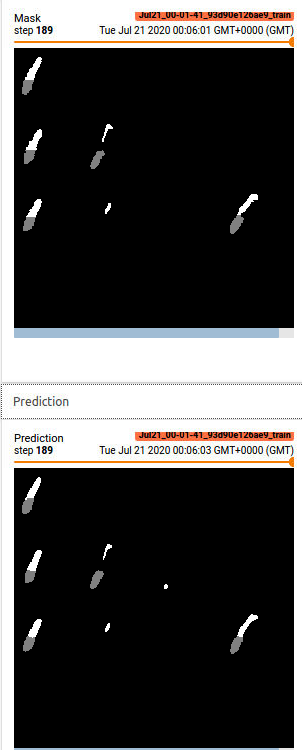 Mask
Jul21_00-01-41_93d90e126ae9_train
step 189
Tue Jul 21 2020 00:06:01 GMT+0000 (GMT)
Prediction
Prediction
Jul21_00-01-41_93d90e126ae9_train
step 189
Tue Jul 21 2020 00:06:03 GMT+0000 (GMT)